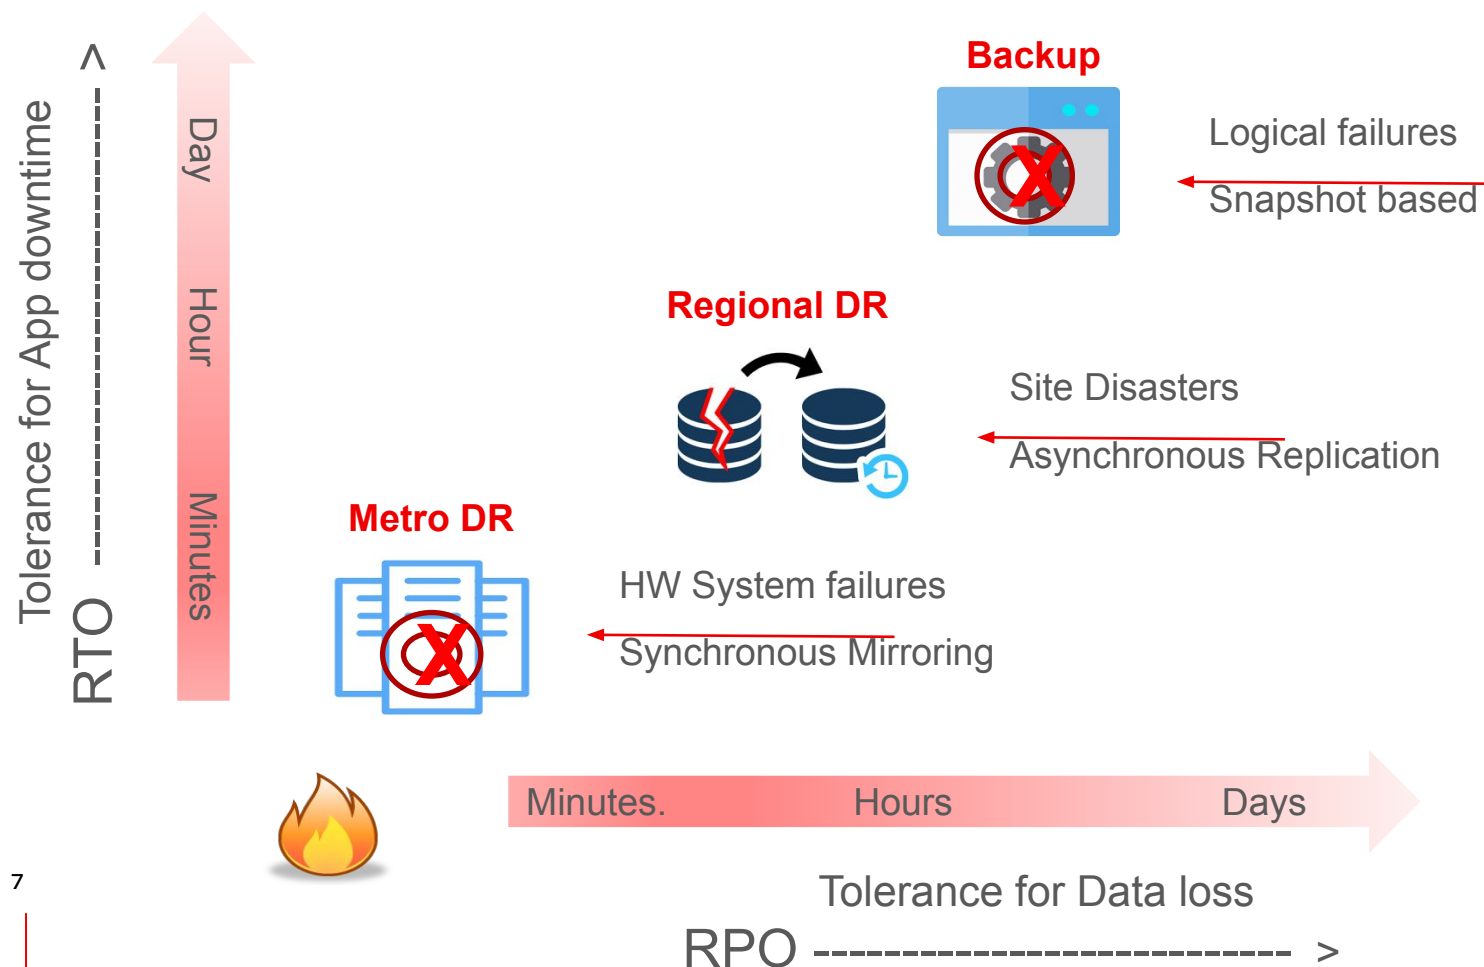 Backup
Logical failures
Snapshot based
Regional DR
Site Disasters
Asynchronous Replication
Metro DR
HW System failures
Synchronous Mirroring
X
X
Day
Hour
Minutes
Tolerance for App downtime
RTO ---------------------------- >
Minutes.
Hours
Days
Tolerance for Data loss
RPO --------------------------- >
7